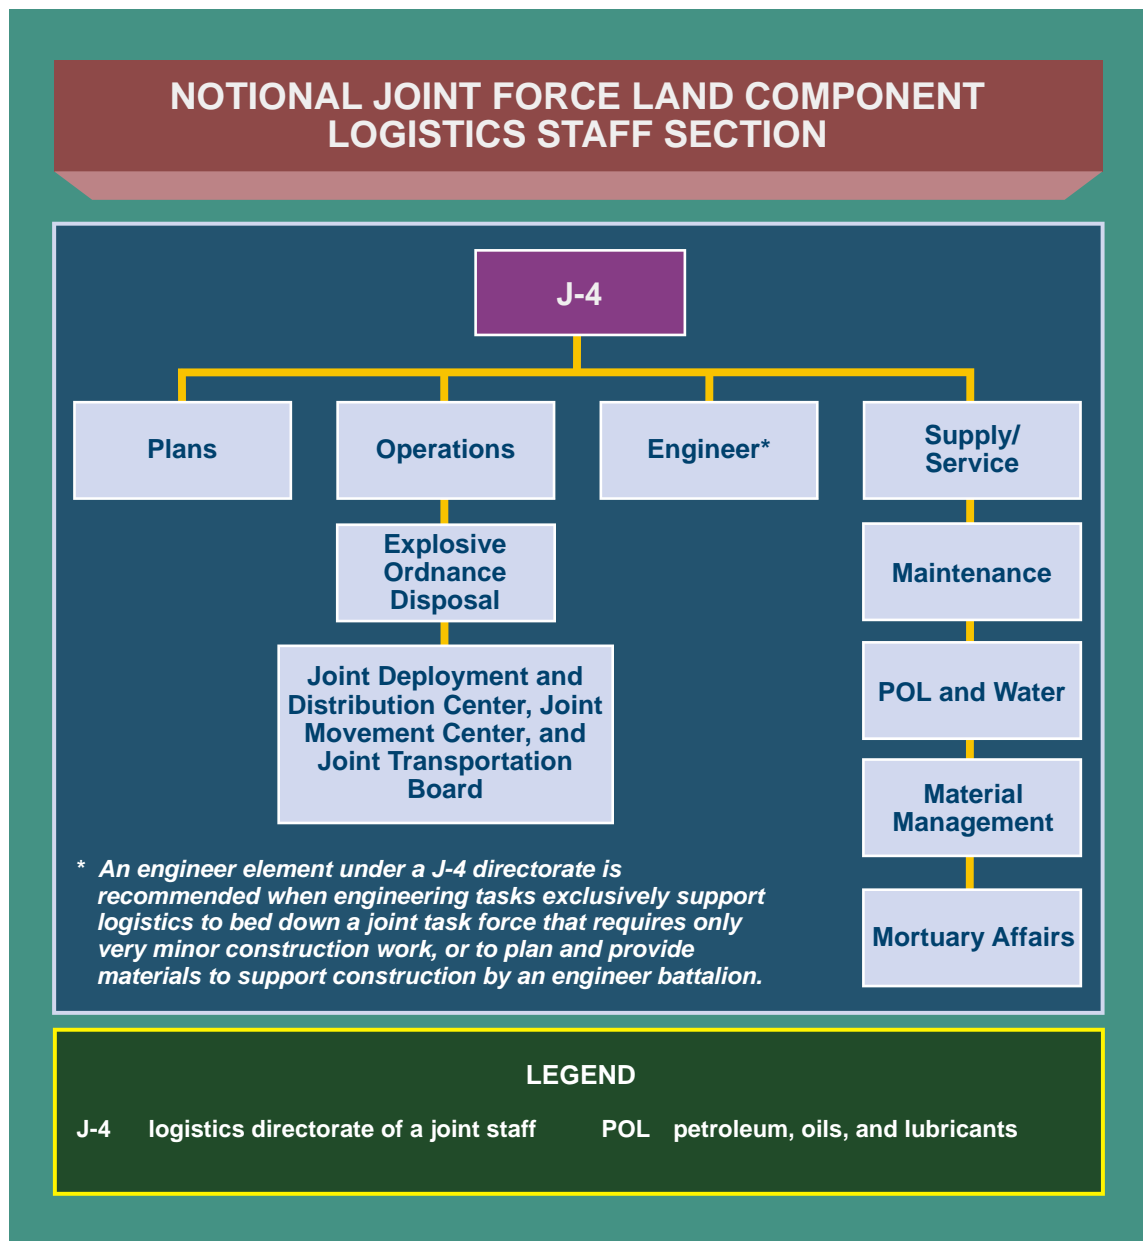 NOTIONAL JOINT FORCE LAND COMPONENT
LOGISTICS STAFF SECTION
J-4
Plans
Operations
Engineer*
Supply/
Service
Explosive
Ordnance
Disposal
Maintenance
Joint Deployment and
Distribution Center, Joint
Movement Center, and
Joint Transportation
Board
POL and Water
Material
Management
Mortuary Affairs
* An engineer element under a J-4 directorate is
recommended when engineering tasks exclusively support
logistics to bed down a joint task force that requires only
very minor construction work, or to plan and provide
materials to support construction by an engineer battalion.
LEGEND
J-4 logistics directorate of a joint staff POL petroleum, oils, and lubricants